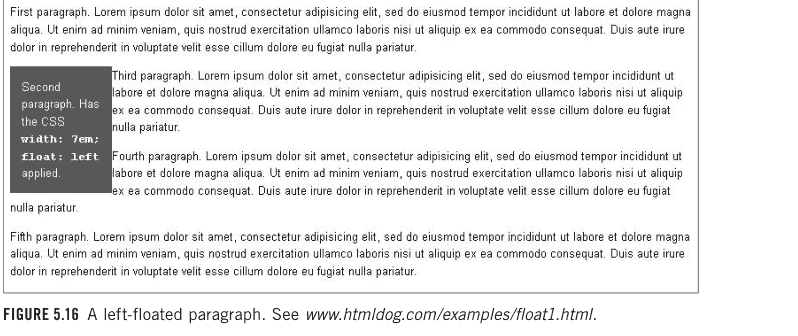 First paragraph. Lorem ipsum dolor sit amet, consectetur adipisicing elit, sed do eiusmod tempor incididunt ut labore et dolore magna
aliqua. Ut enim ad minim veniam, quis nostrud exercitation ullamco laboris nisi ut aliquip ex ea commodo consequat. Duis aute irure
dolor in reprehenderit in voluptate velit esse cillum dolore eu fugiat nulla pariatur.
Second
paragraph. Has
the CSS
width: 7em;
float: left
applied.
Third paragraph. Lorem ipsum dolor sit amet, consectetur adipisicing elit, sed do eiusmod tempor incididunt ut
labore et dolore magna aliqua. Ut enim ad minim veniam, quis nostrud exercitation ullamco laboris nisi ut aliquip
ex ea commodo consequat. Duis aute irure dolor in reprehenderit in voluptate velit esse cillum dolore eu fugiat
nulla pariatur.
Fourth paragraph. Lorem ipsum dolor sit amet, consectetur adipisicing elit, sed do eiusmod tempor incididunt ut
labore et dolore magna aliqua. Ut enim ad minim veniam, quis nostrud exercitation ullamco laboris nisi ut aliquip
ex ea commodo consequat. Duis aute irure dolor in reprehenderit in voluptate velit esse cillum dolore eu fugiat
nulla pariatur.
Fifth paragraph. Lorem ipsum dolor sit amet, consectetur adipisicing elit, sed do eiusmod tempor incididunt ut labore et dolore magna
aliqua. Ut enim ad minim veniam, quis nostrud exercitation ullamco laboris nisi ut aliquip ex ea commodo consequat. Duis aute irure
dolor in reprehenderit in voluptate velit esse cillum dolore eu fugiat nulla pariatur.
FIGURE 5.16 A left-floated paragraph. See www.htmldog.com/examples/float1.html.